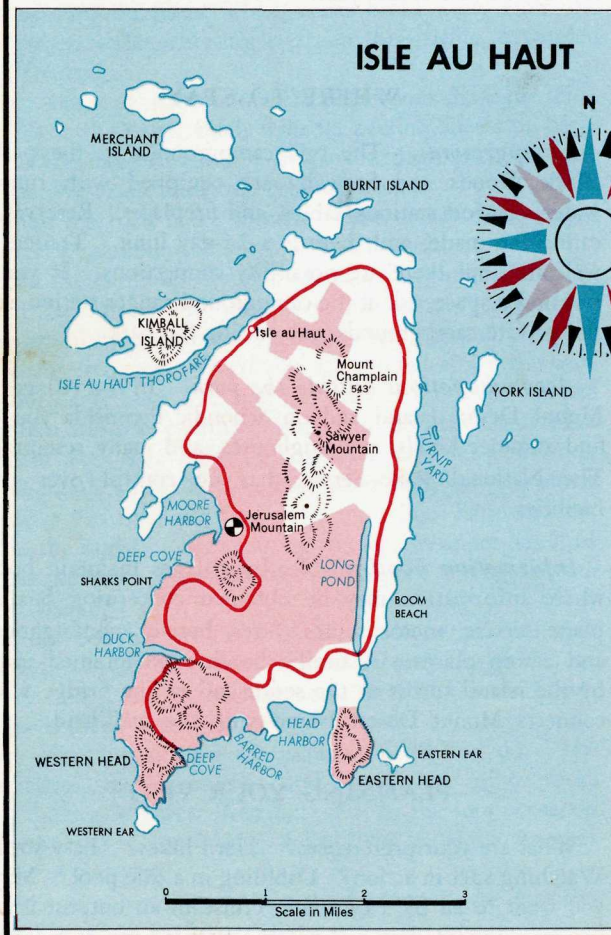 ISLE AU HAUT
N
MERCHANT
ISLAND
BURNT ISLAND
KIMBALL
ISLAND
Isle au Haut
ISLE AU HAUT THOROFARE
Mount
Champlain
543'
YORK ISLAND
Sawyer
Mountain
TURNIP
YARD
MOORE
HARBOR
Jerusalem
Mountain
DEEP COVE
LONG
POND
SHARKS POINT
BOOM
BEACH
DUCK
HARBOR
HEAD
HARBOR
BARRED
HARBOR
WESTERN HEAD
DEEP
COVE
EASTERN EAR
EASTERN HEAD
WESTERN EAR
0 1 2 3
Scale in Miles